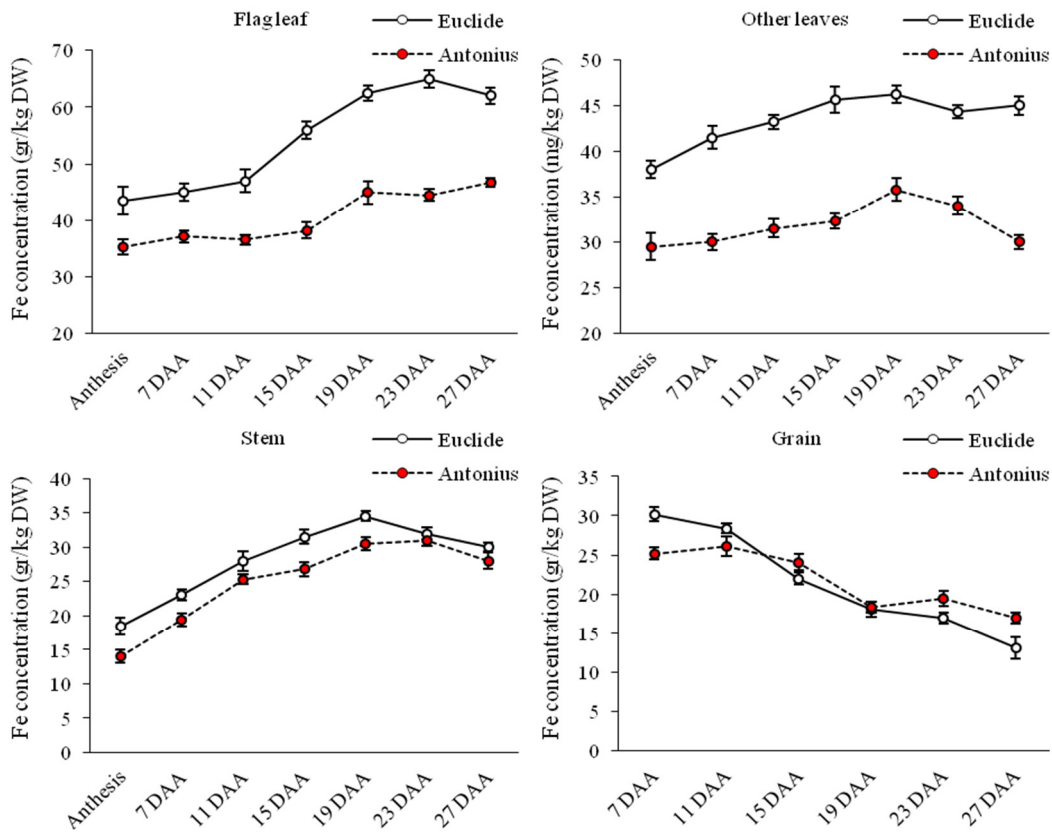 Flag leaf
Euclide
Antonius
Fe concentration (gr/kg DW)
70
60
50
40
30
20
Anthesis
7 DAA
11 DAA
15 DAA
19 DAA
23 DAA
27 DAA
Other leaves
Euclide
Antonius
Fe concentration (mg/kg DW)
50
45
40
35
30
25
20
Anthesis
7 DAA
11 DAA
15 DAA
19 DAA
23 DAA
27 DAA
Stem
Euclide
Antonius
Fe concentration (gr/kg DW)
40
35
30
25
20
15
10
5
0
Anthesis
7 DAA
11 DAA
15 DAA
19 DAA
23 DAA
27 DAA
Grain
Euclide
Antonius
Fe concentration (gr/kg DW)
35
30
25
20
15
10
5
0
7 DAA
11 DAA
15 DAA
19 DAA
23 DAA
27 DAA